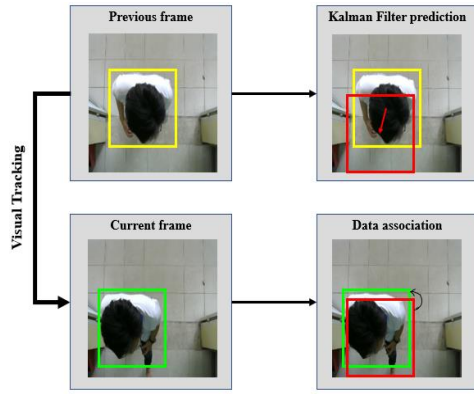 Previous frame
Kalman Filter prediction
Visual Tracking
Current frame
Data association